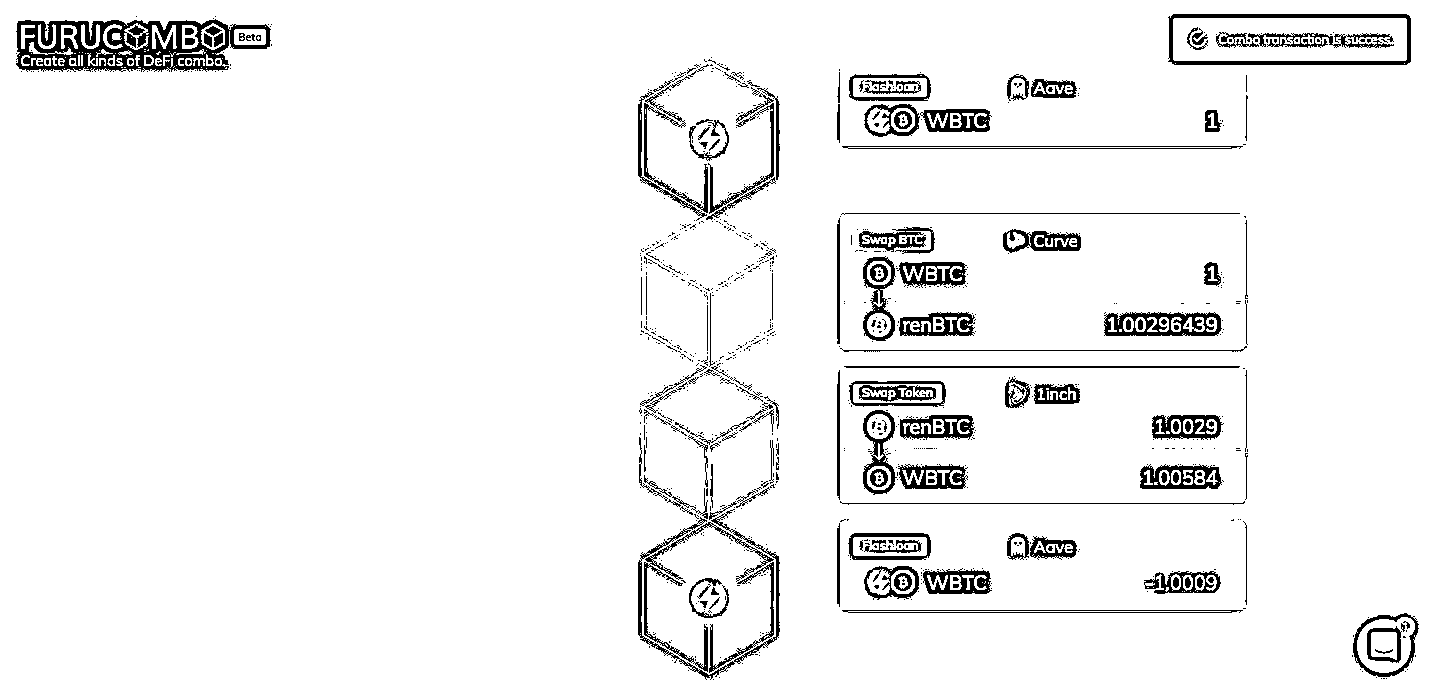 FURUCOMBO Beta
Create all kinds of DeFi combo.
Combo transaction is success.
Flashloan Aave
WBTC 1
Swap BTC Curve
WBTC 1
renBTC 1.00296439
Swap Token 1inch
renBTC 1.0029
WBTC 1.00584
Flashloan Aave
WBTC -1.0009